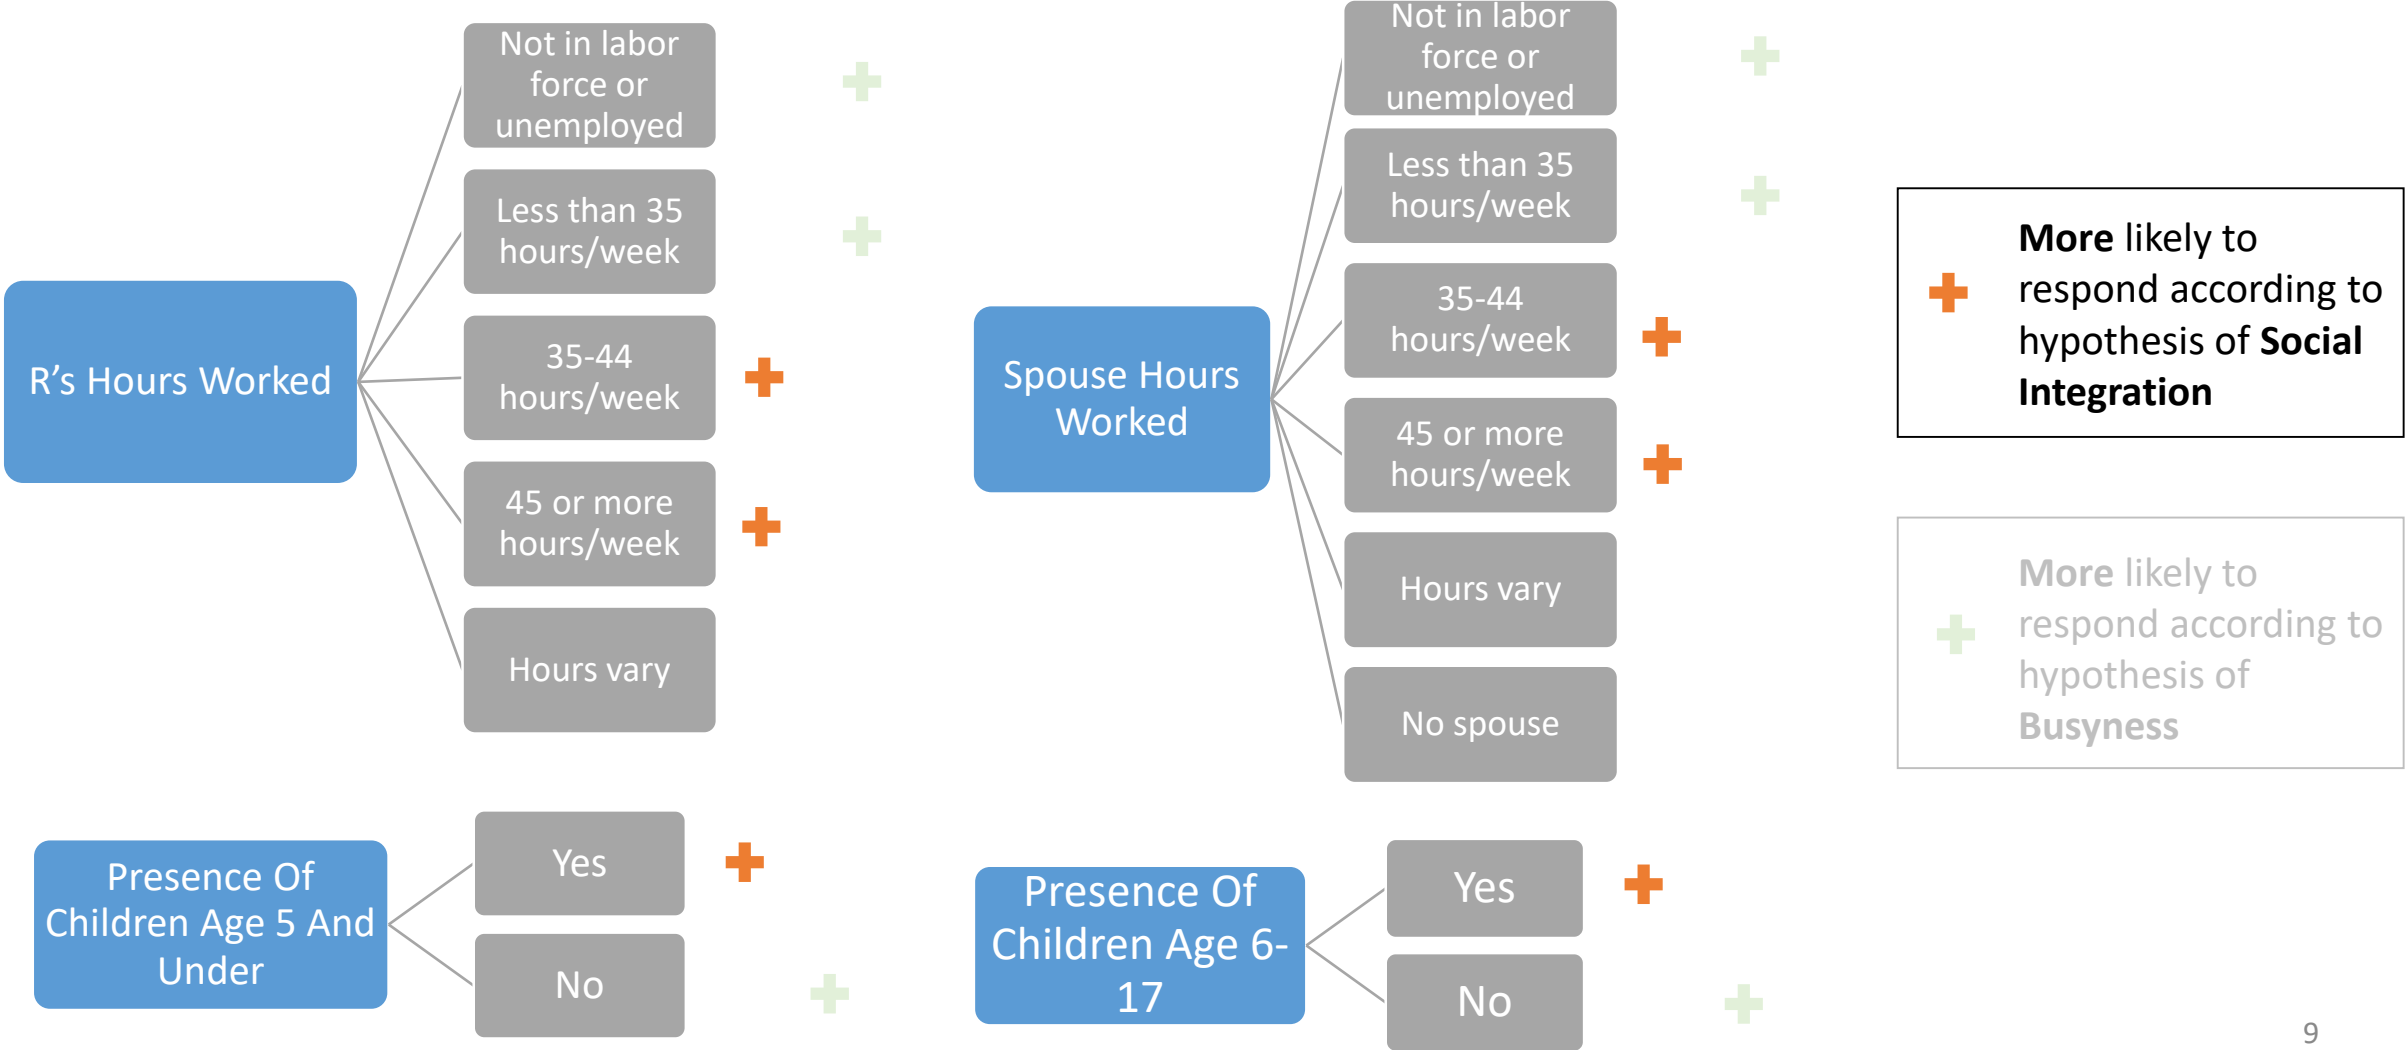 R's Hours Worked
Not in labor
force or
unemployed
Less than 35
hours/week
35-44
hours/week
45 or more
hours/week
Hours vary
Spouse Hours
Worked
Not in labor
force or
unemployed
Less than 35
hours/week
35-44
hours/week
45 or more
hours/week
Hours vary
No spouse
More likely to
respond according to
hypothesis of Social
Integration
More likely to
respond according to
hypothesis of
Busyness
Presence Of
Children Age 5 And
Under
Yes
No
Presence Of
Children Age 6-
17
Yes
No
9